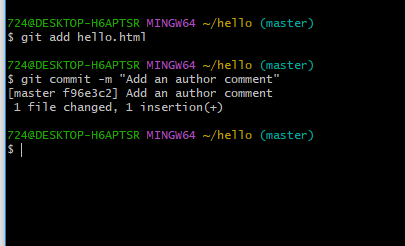 724@DESKTOP-H6APTSR MINGW64 ~/hello (master)
$ git add hello.html
724@DESKTOP-H6APTSR MINGW64 ~/hello (master)
$ git commit -m "Add an author comment"
[master f96e3c2] Add an author comment
 1 file changed, 1 insertion(+)
724@DESKTOP-H6APTSR MINGW64 ~/hello (master)
$